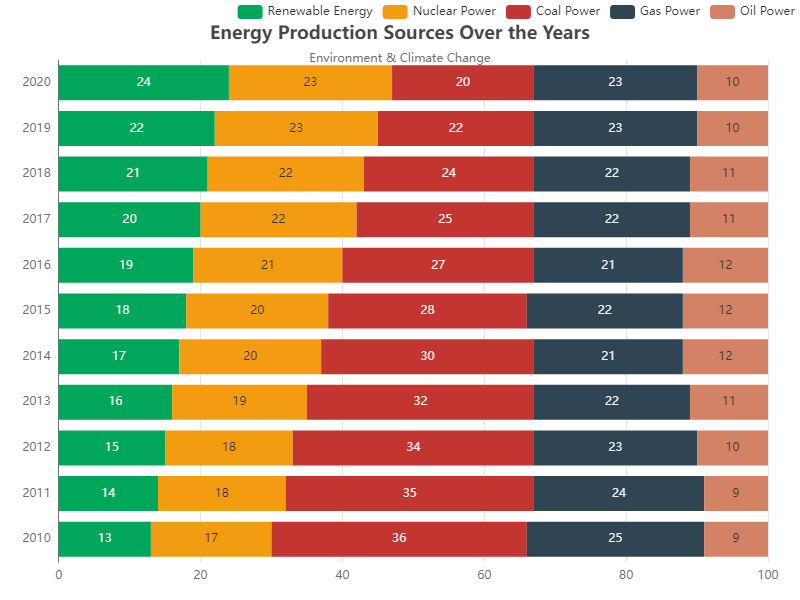 Renewable Energy Nuclear Power Coal Power Gas Power Oil Power
Energy Production Sources Over the Years
Environment & Climate Change
2020 24 23 20 23 10
2019 22 23 22 23 10
2018 21 22 24 22 11
2017 20 22 25 22 11
2016 19 21 27 21 12
2015 18 20 28 22 12
2014 17 20 30 21 12
2013 16 19 32 22 11
2012 15 18 34 23 10
2011 14 18 35 24 9
2010 13 17 36 25 9
0 20 40 60 80 100